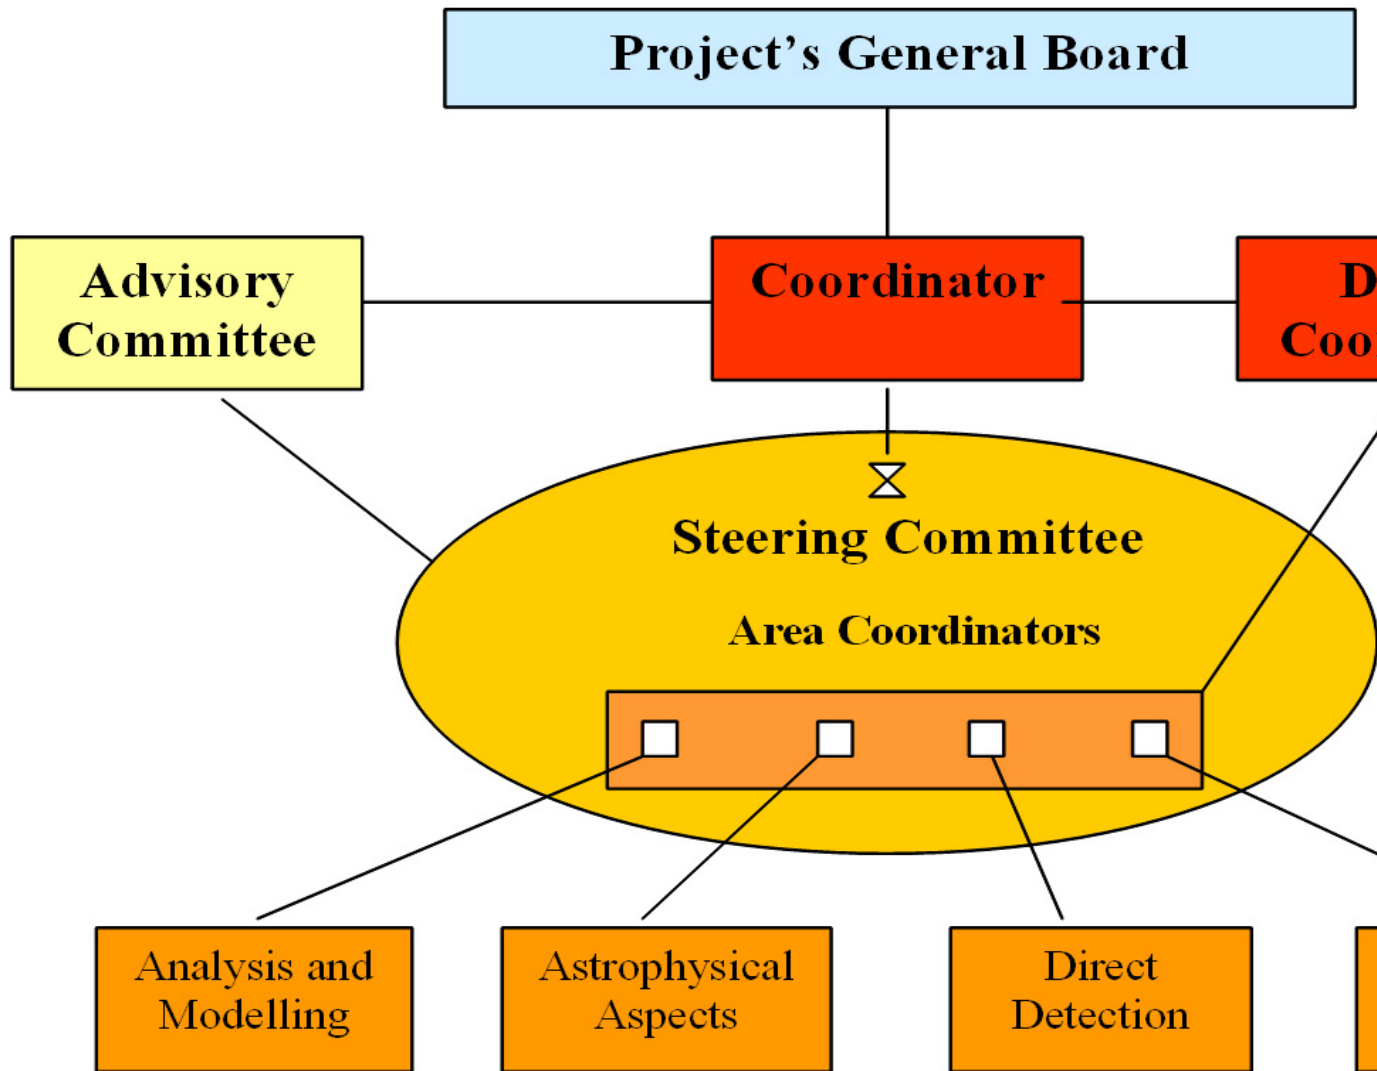 Project's General Board
Advisory
Committee
Coordinator
Steering Committee
Area Coordinators
Analysis and
Modelling
Astrophysical
Aspects
Direct
Detection